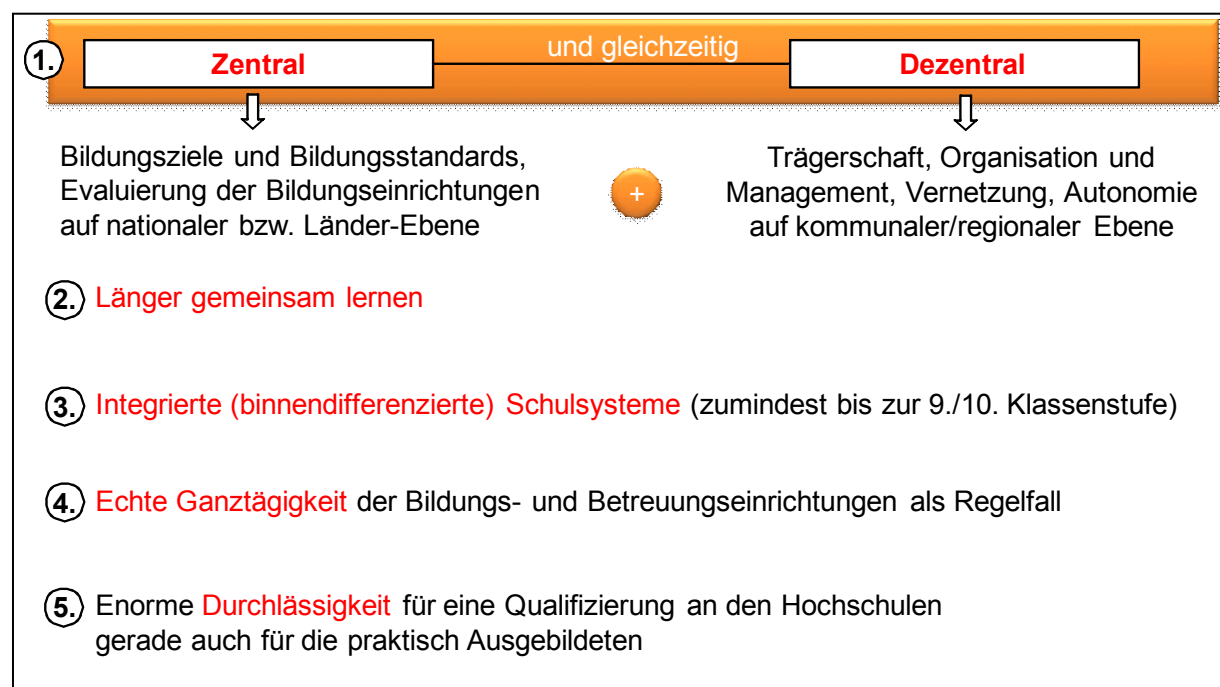 1.
Zentral
und gleichzeitig
Dezentral
Bildungsziele und Bildungsstandards,
Evaluierung der Bildungseinrichtungen
auf nationaler bzw. Länder-Ebene
+
Trägerschaft, Organisation und
Management, Vernetzung, Autonomie
auf kommunaler/regionaler Ebene
2. Länger gemeinsam lernen
3. Integrierte (binnendifferenzierte) Schulsysteme (zumindest bis zur 9./10. Klassenstufe)
4. Echte Ganztägigkeit der Bildungs- und Betreuungseinrichtungen als Regelfall
5. Enorme Durchlässigkeit für eine Qualifizierung an den Hochschulen
gerade auch für die praktisch Ausgebildeten